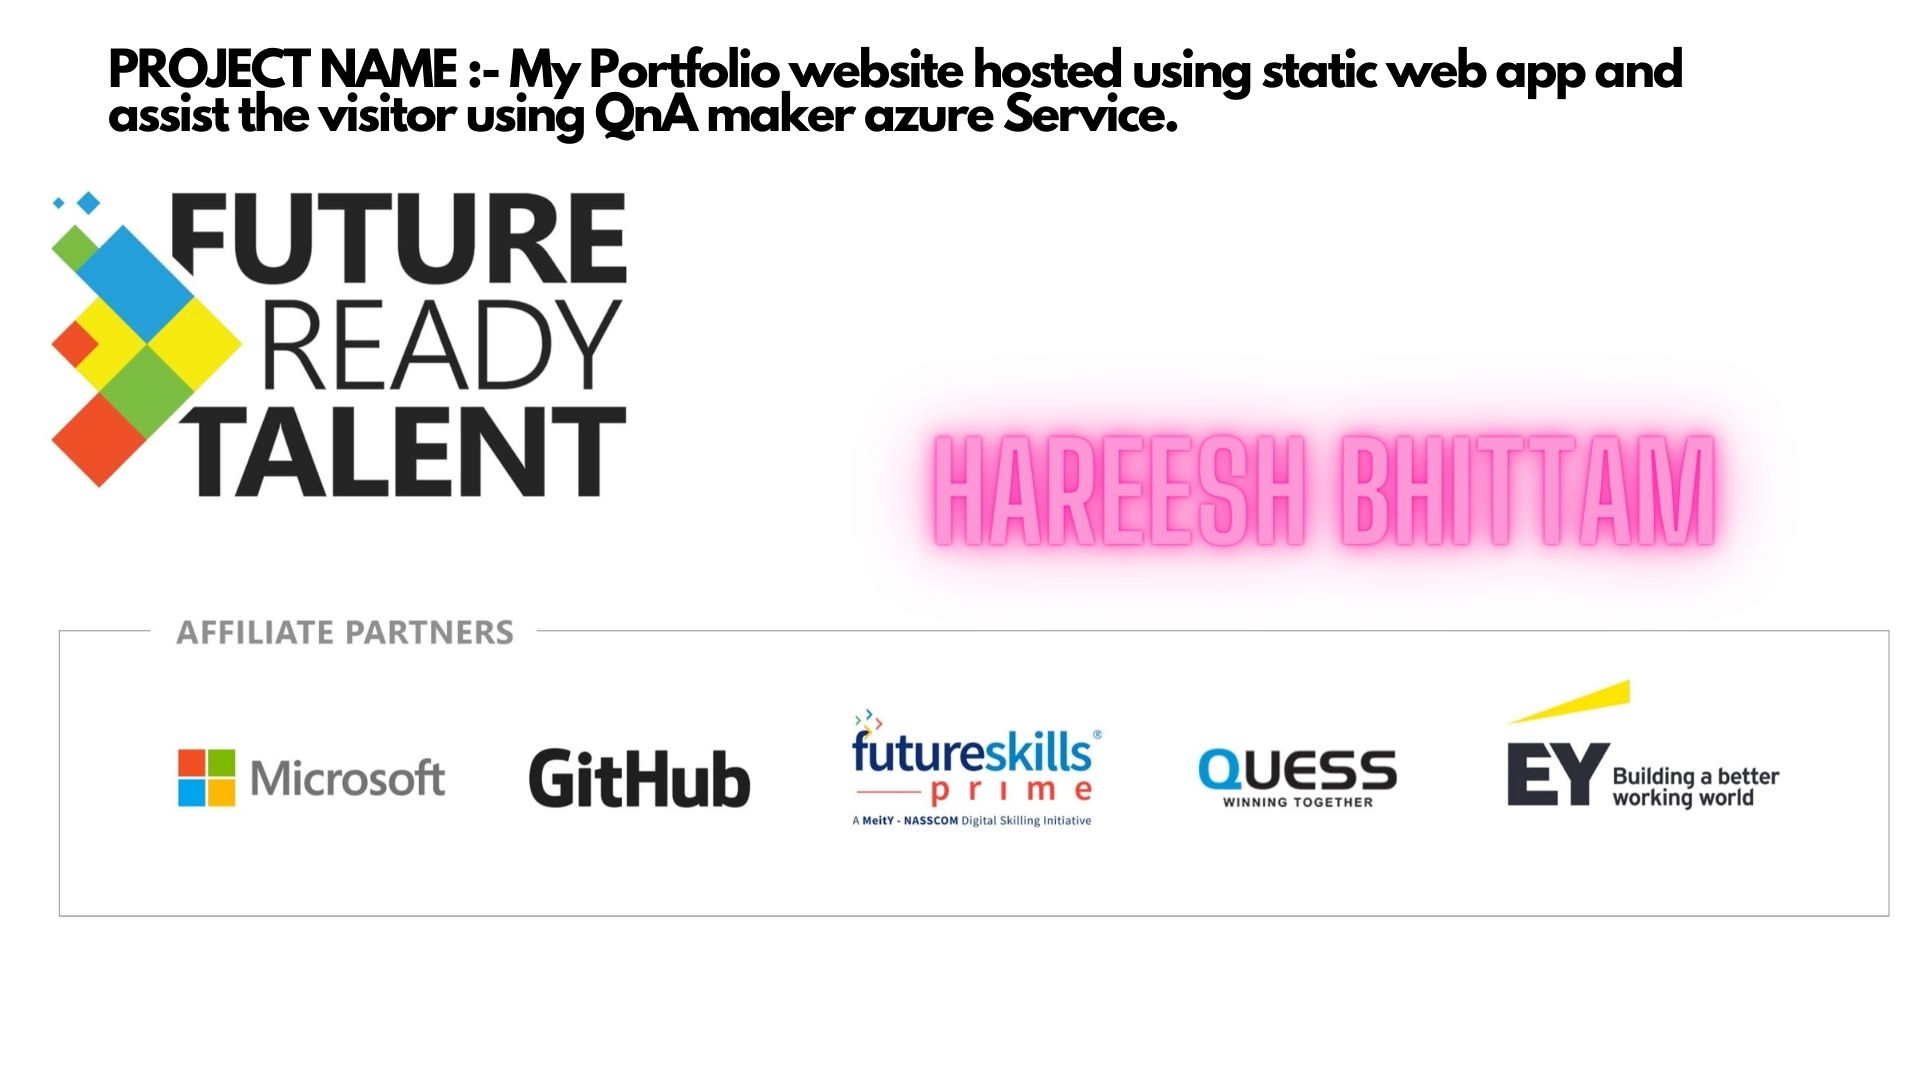 PROJECT NAME :- My Portfolio website hosted using static web app and
assist the visitor using QnA maker azure Service.
FUTURE
READY
TALENT
HAREESH BHITTAM
AFFILIATE PARTNERS
Microsoft
GitHub
futureskills®
prime
A MeitY - NASSCOM Digital Skilling Initiative
QUESS
WINNING TOGETHER
EY
Building a better
working world